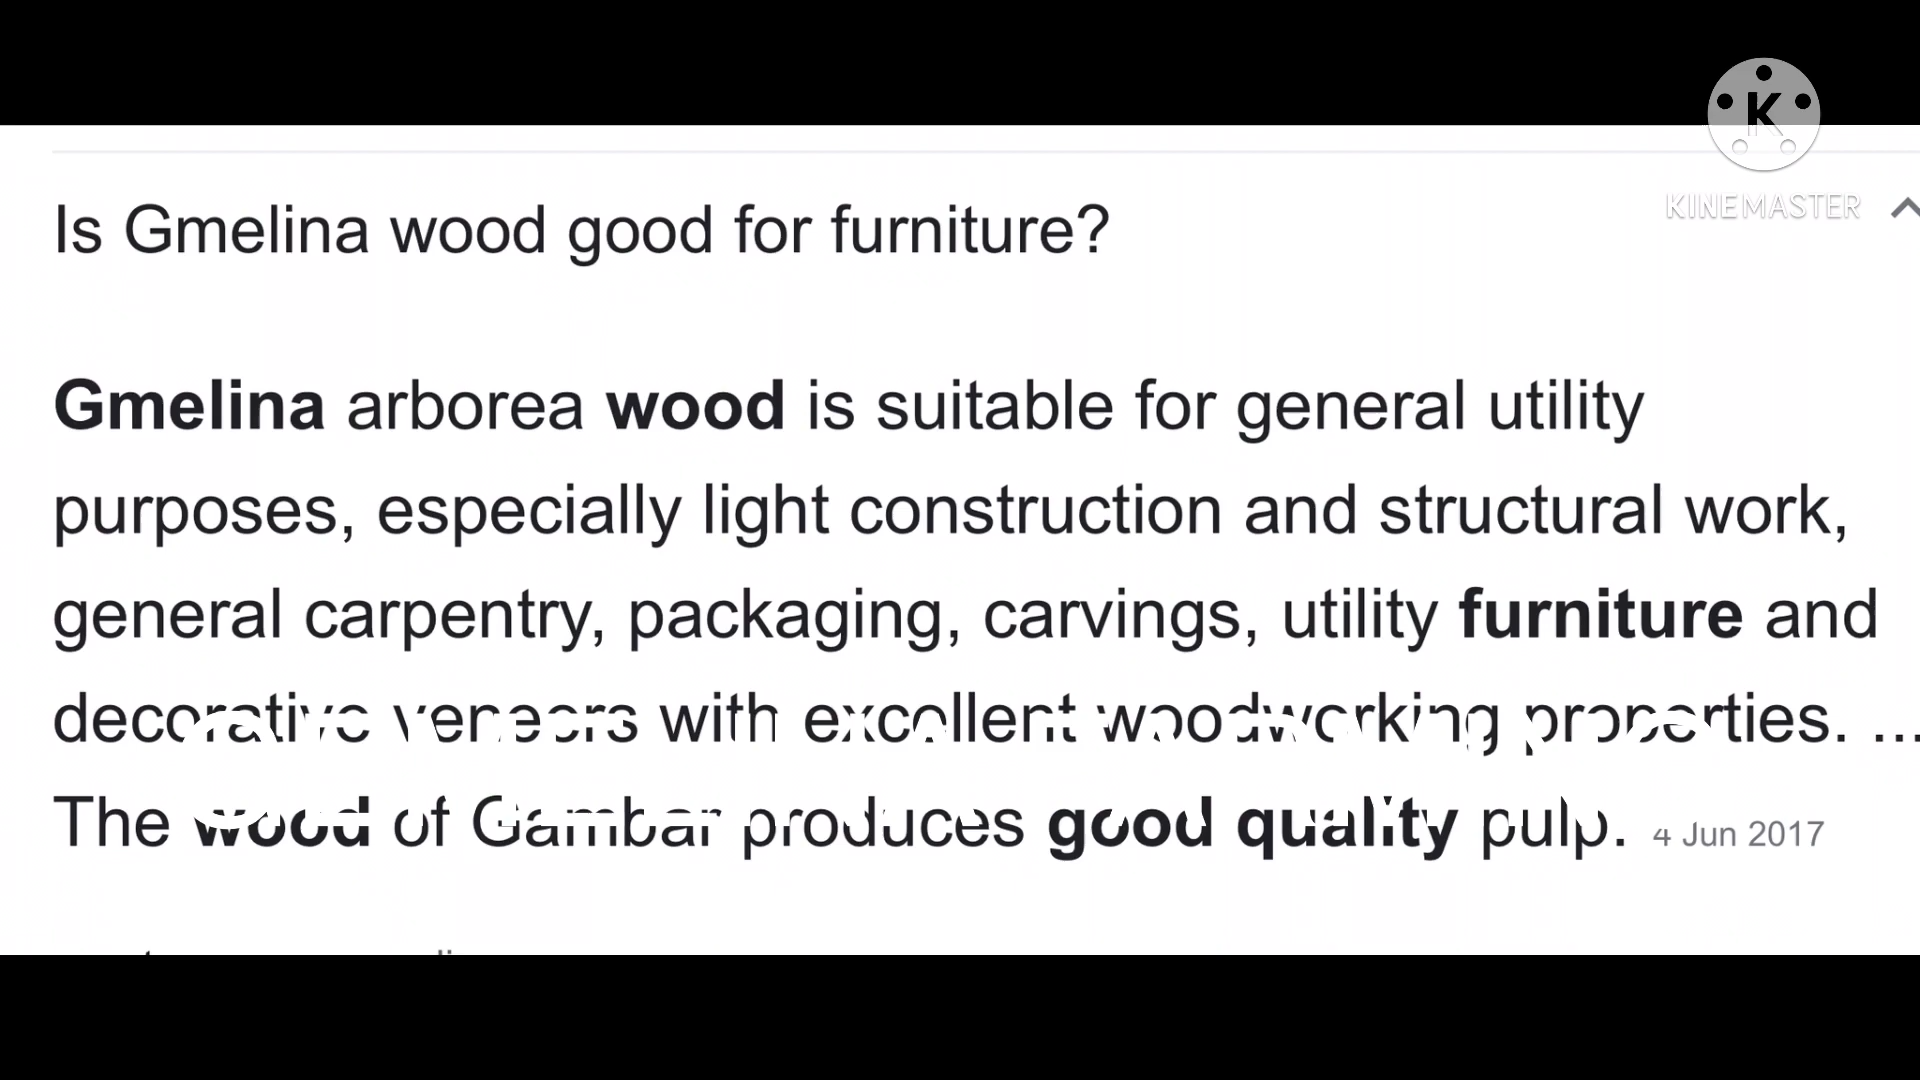 K
KINEMASTER
Is Gmelina wood good for furniture?
Gmelina arborea wood is suitable for general utility
purposes, especially light construction and structural work,
general carpentry, packaging, carvings, utility furniture and
decorative veneers with excellent woodworking properties. ...
The wood of Gambar produces good quality pulp. 4 Jun 2017